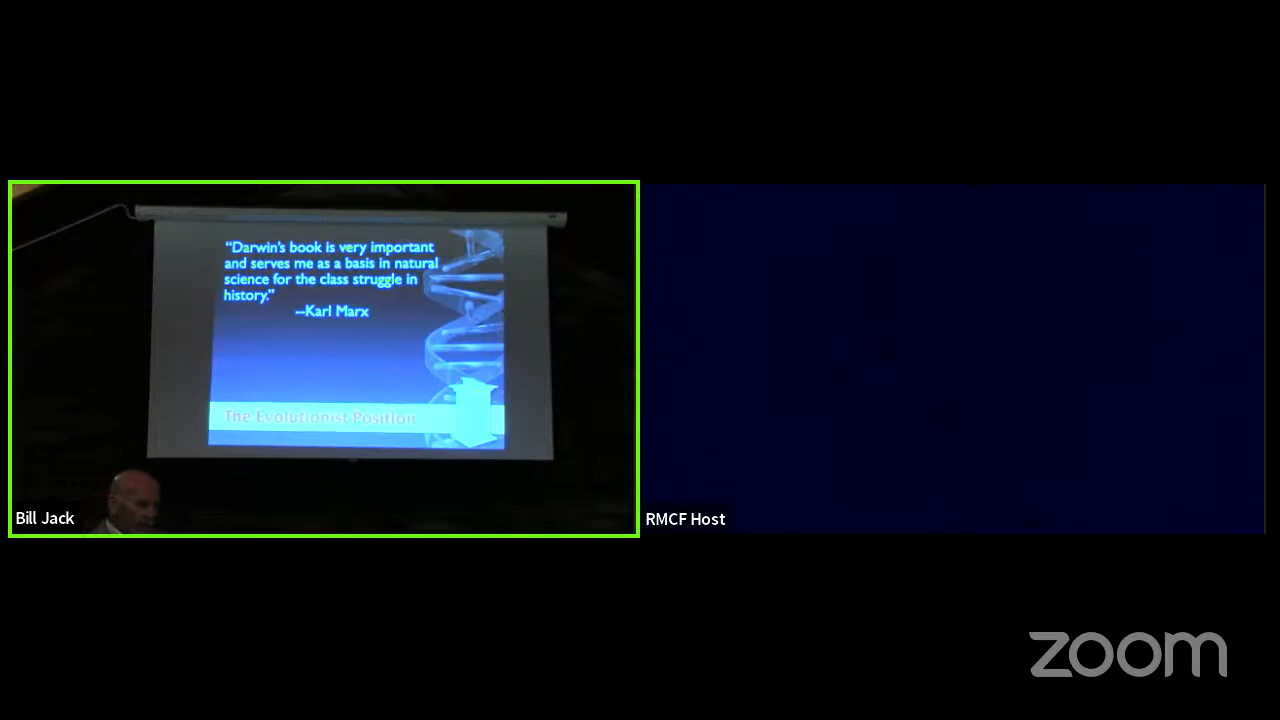 “Darwin's book is very important
and serves me as a basis in natural
science for the class struggle in
history.”
--Karl Marx
The Evolutionist Position
Bill Jack
RMCF Host
zoom